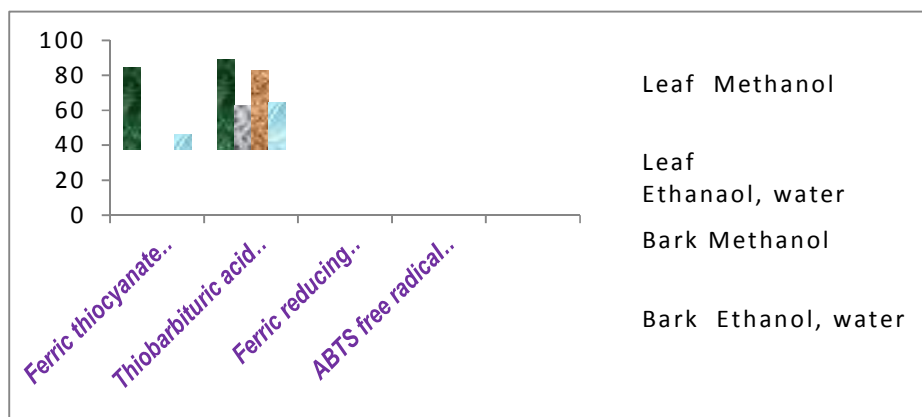 100
80
60
40
20
0
Ferric thiocyanate..
Thiobarbituric acid..
Ferric reducing..
ABTS free radical..
Leaf Methanol
Leaf
Ethanaol, water
Bark Methanol
Bark Ethanol, water